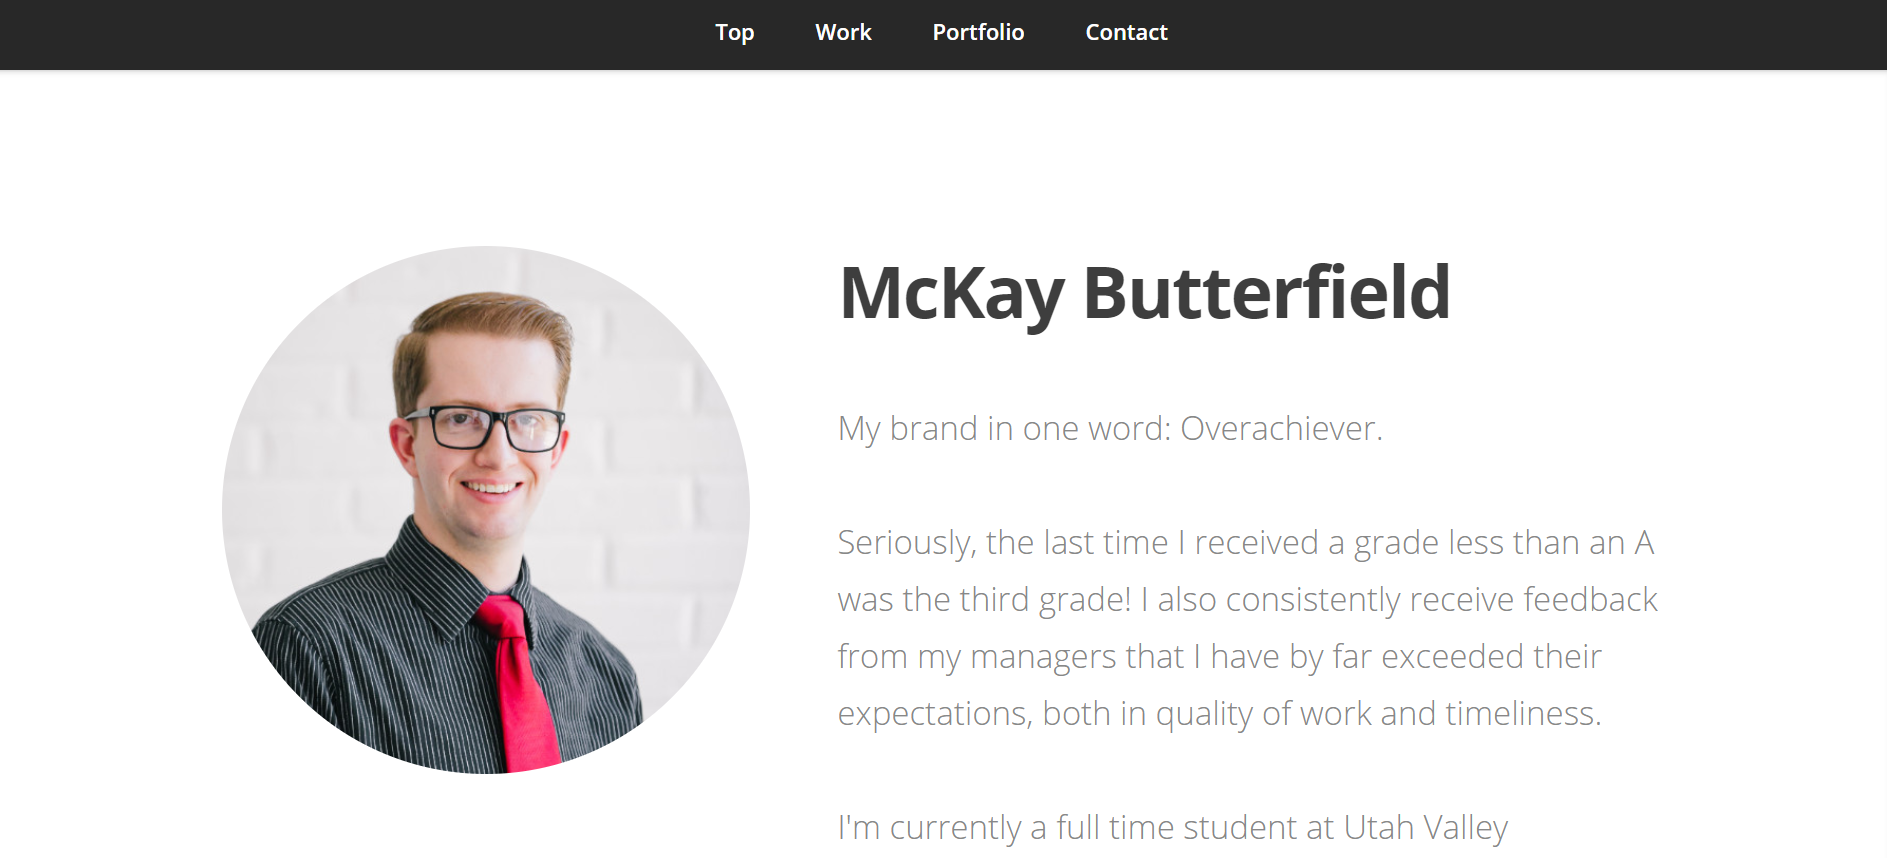 Top Work Portfolio Contact
McKay Butterfield
My brand in one word: Overachiever.
Seriously, the last time I received a grade less than an A
was the third grade! I also consistently receive feedback
from my managers that I have by far exceeded their
expectations, both in quality of work and timeliness.
I'm currently a full time student at Utah Valley